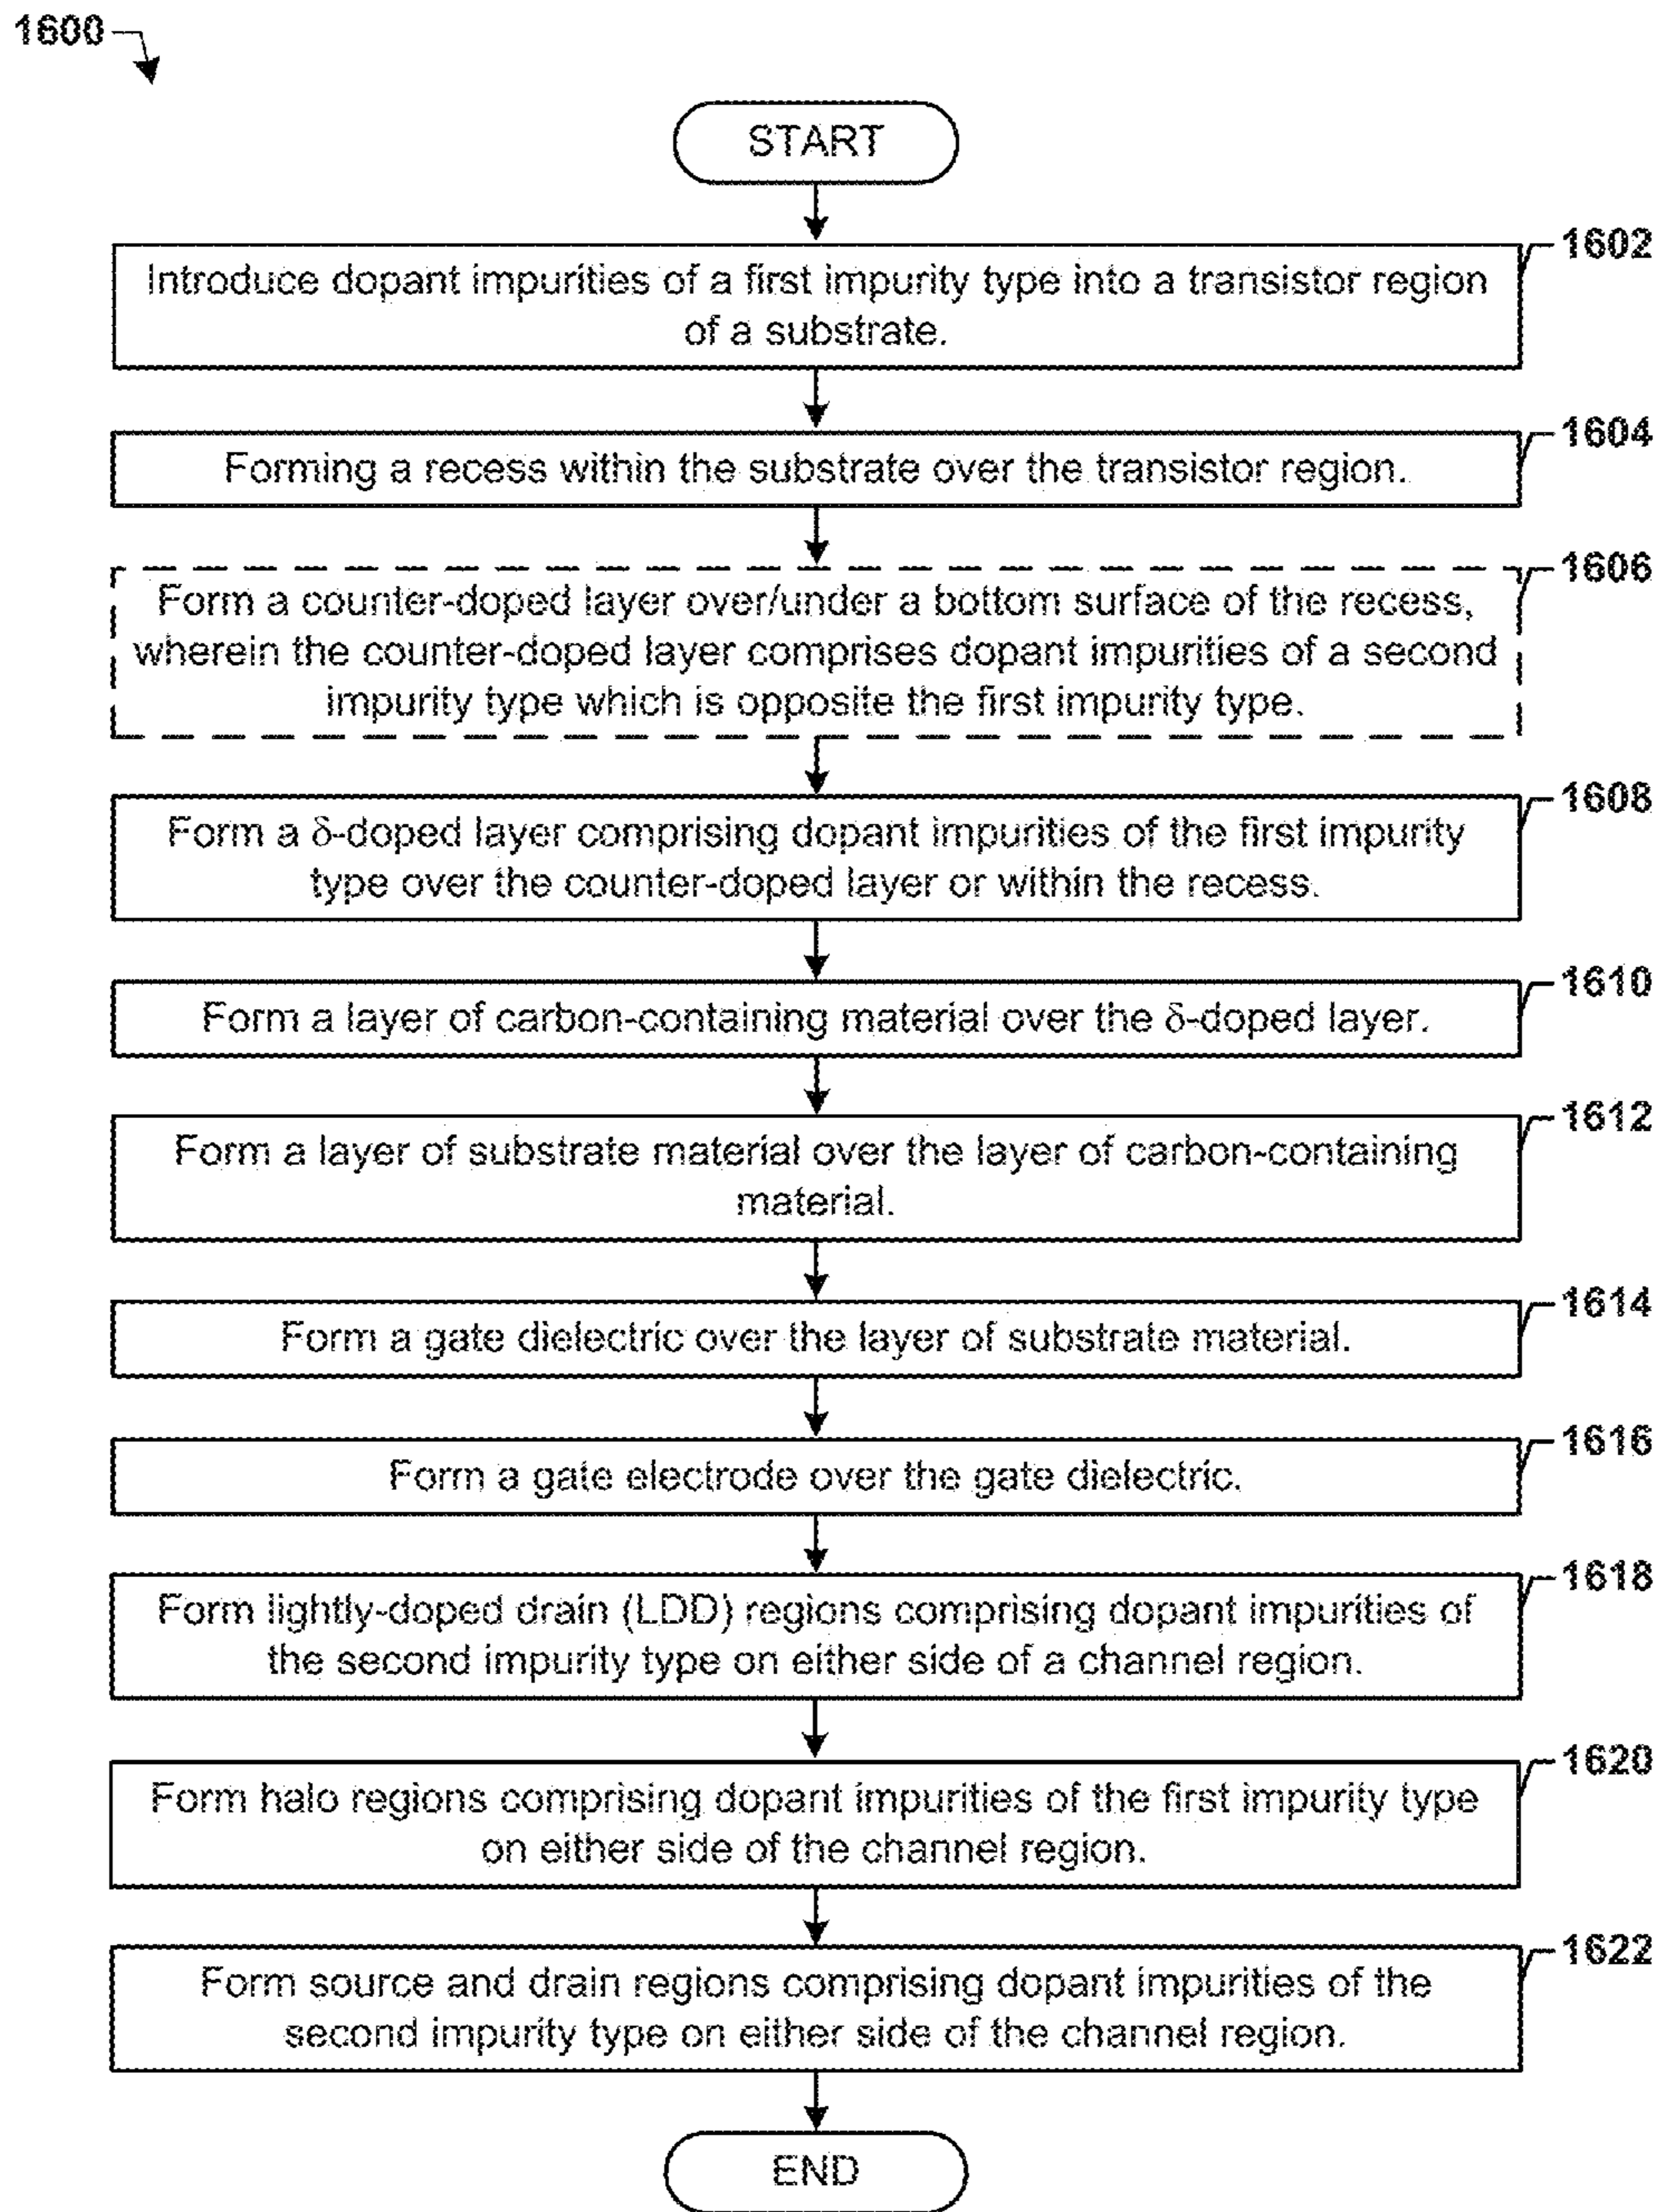 1600
START
1602
Introduce dopant impurities of a first impurity type into a transistor region
of a substrate.
1604
Forming a recess within the substrate over the transistor region.
1606
Form a counter-doped layer over/under a bottom surface of the recess,
wherein the counter-doped layer comprises dopant impurities of a second
impurity type which is opposite the first impurity type.
1608
Form a δ-doped layer comprising dopant impurities of the first impurity
type over the counter-doped layer or within the recess.
1610
Form a layer of carbon-containing material over the δ-doped layer.
1612
Form a layer of substrate material over the layer of carbon-containing
material.
1614
Form a gate dielectric over the layer of substrate material.
1616
Form a gate electrode over the gate dielectric.
1618
Form lightly-doped drain (LDD) regions comprising dopant impurities of
the second impurity type on either side of a channel region.
1620
Form halo regions comprising dopant impurities of the first impurity type
on either side of the channel region.
1622
Form source and drain regions comprising dopant impurities of the
second impurity type on either side of the channel region.
END